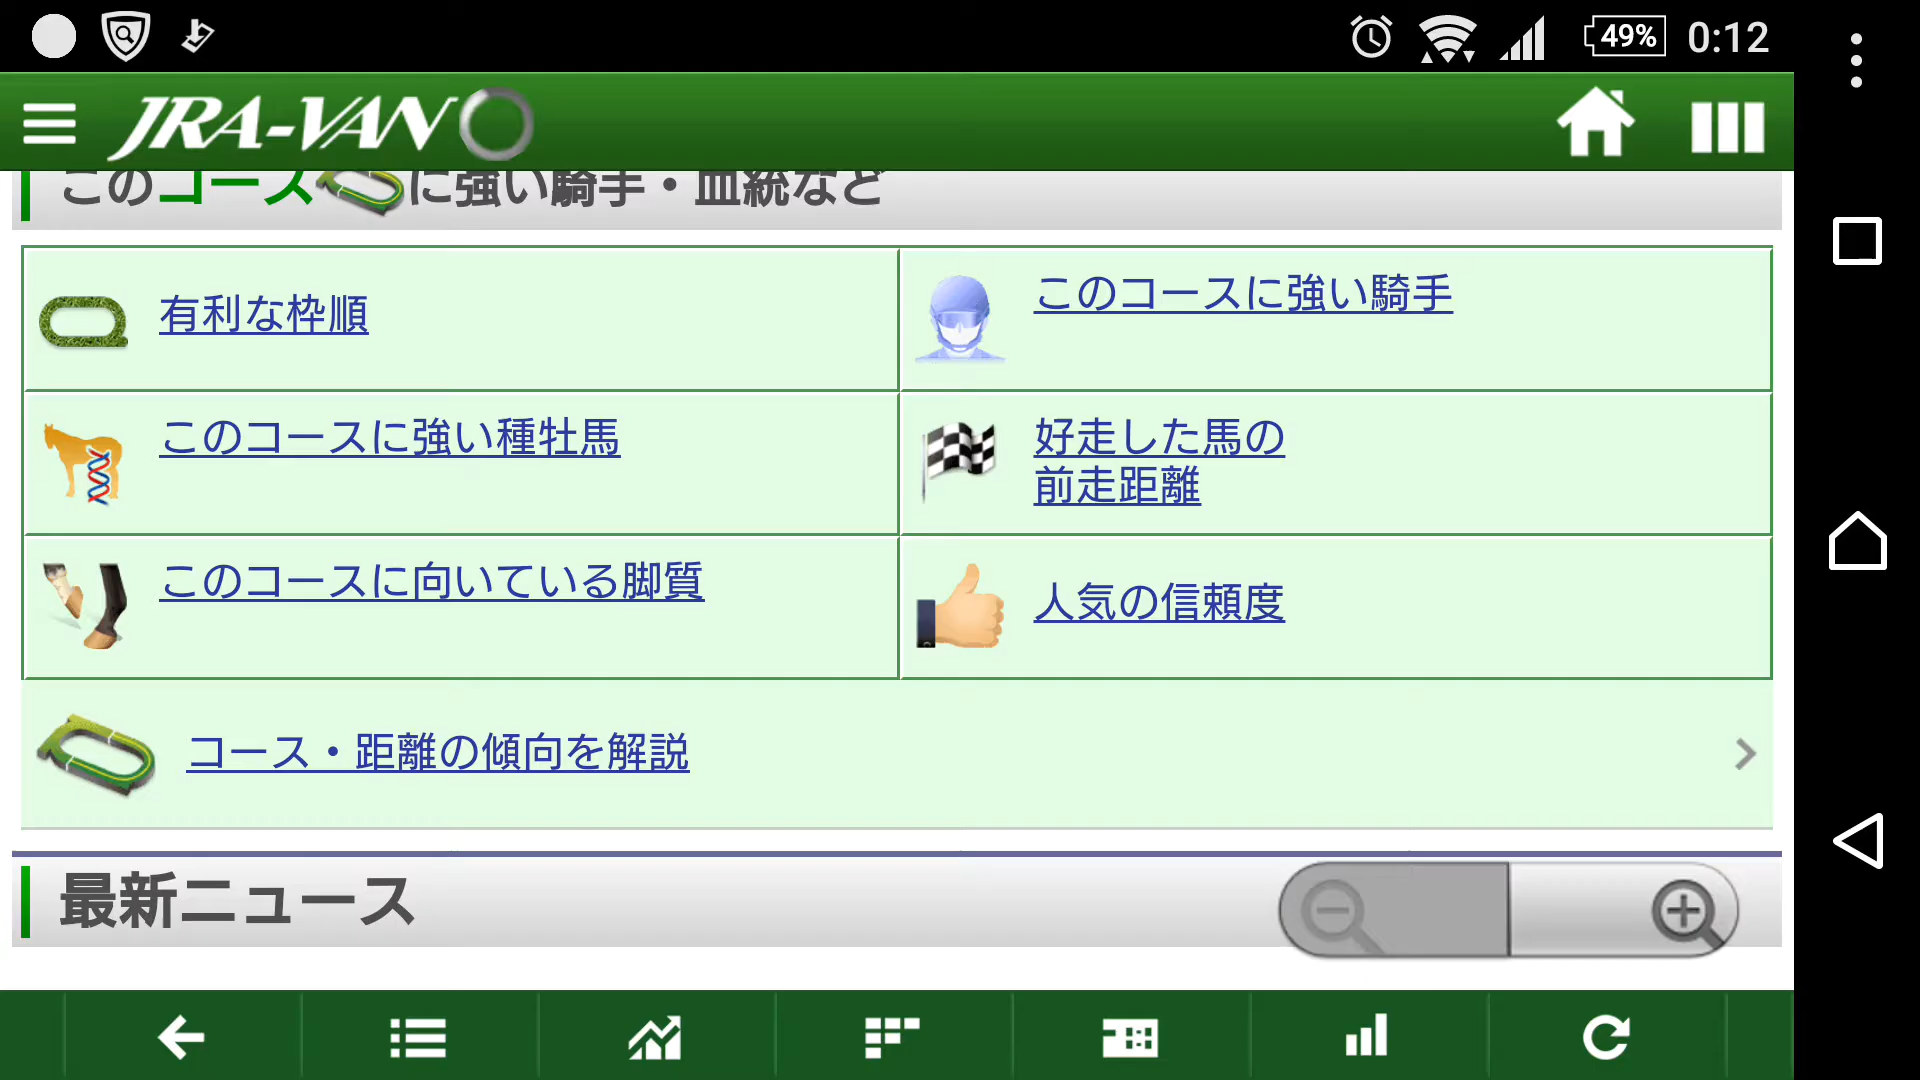 49% 0:12
JRA-VAN
このコースに強い騎手・血統など
有利な枠順
このコースに強い騎手
このコースに強い種牡馬
好走した馬の
前走距離
このコースに向いている脚質
人気の信頼度
コース・距離の傾向を解説
最新ニュース